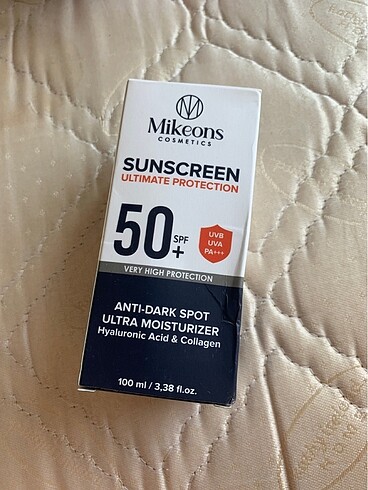 Mikeons
COSMETICS
SUNSCREEN
ULTIMATE PROTECTION
50+ SPF
UVB
UVA
PA+++
VERY HIGH PROTECTION
ANTI-DARK SPOT
ULTRA MOISTURIZER
Hyaluronic Acid & Collagen
100 ml / 3,38 fl.oz.